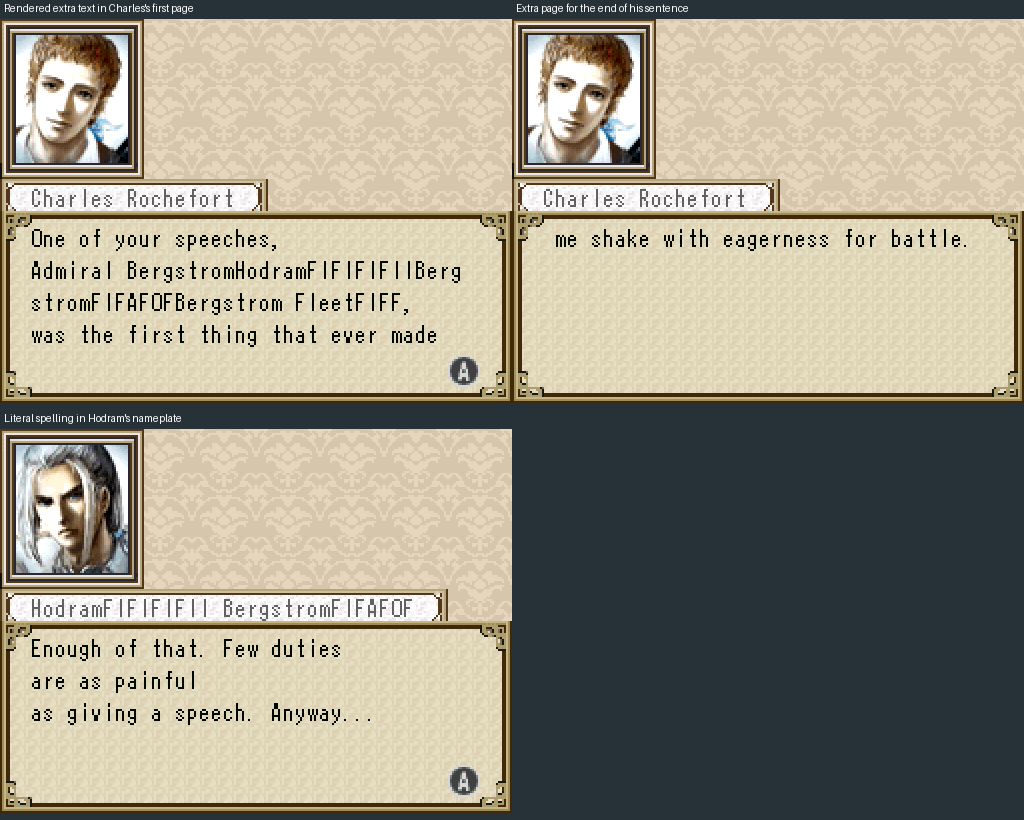 Rendered extra text in Charles's first page
Charles Rochefort
One of your speeches,
Admiral BergstromHodramFIFIFIFIIBerg
stromFIFAFOFBergstrom FleetFIFF,
was the first thing that ever made
A
Extra page for the end of his sentence
Charles Rochefort
me shake with eagerness for battle.
Literal spelling in Hodram's nameplate
HodramFIFIFIFII BergstromFIFAFOF
Enough of that. Few duties
are as painful
as giving a speech. Anyway...
A